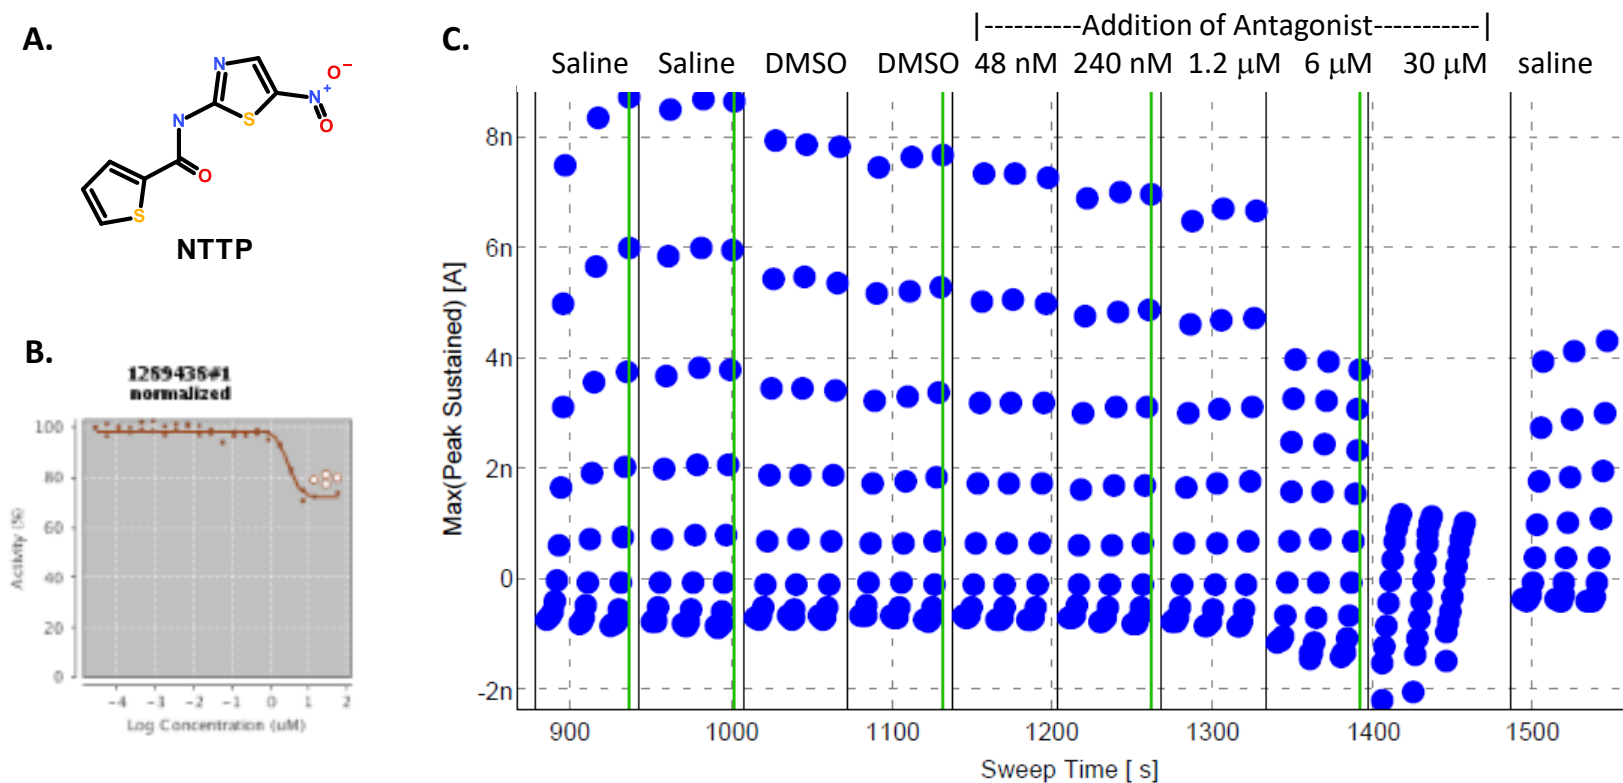 A.
N
S
N
+
O
−
O
N
O
S
NTTP
B.
1289438#1
normalized
Activity (%)
100
80
60
40
20
0
−4
−3
−2
−1
0
1
2
Log Concentration (uM)
C.
|----------Addition of Antagonist-----------|
Saline Saline DMSO DMSO 48 nM 240 nM 1.2 μM 6 μM 30 μM saline
Max(Peak Sustained) [A]
8n
6n
4n
2n
0
-2n
900 1000 1100 1200 1300 1400 1500
Sweep Time [ s]